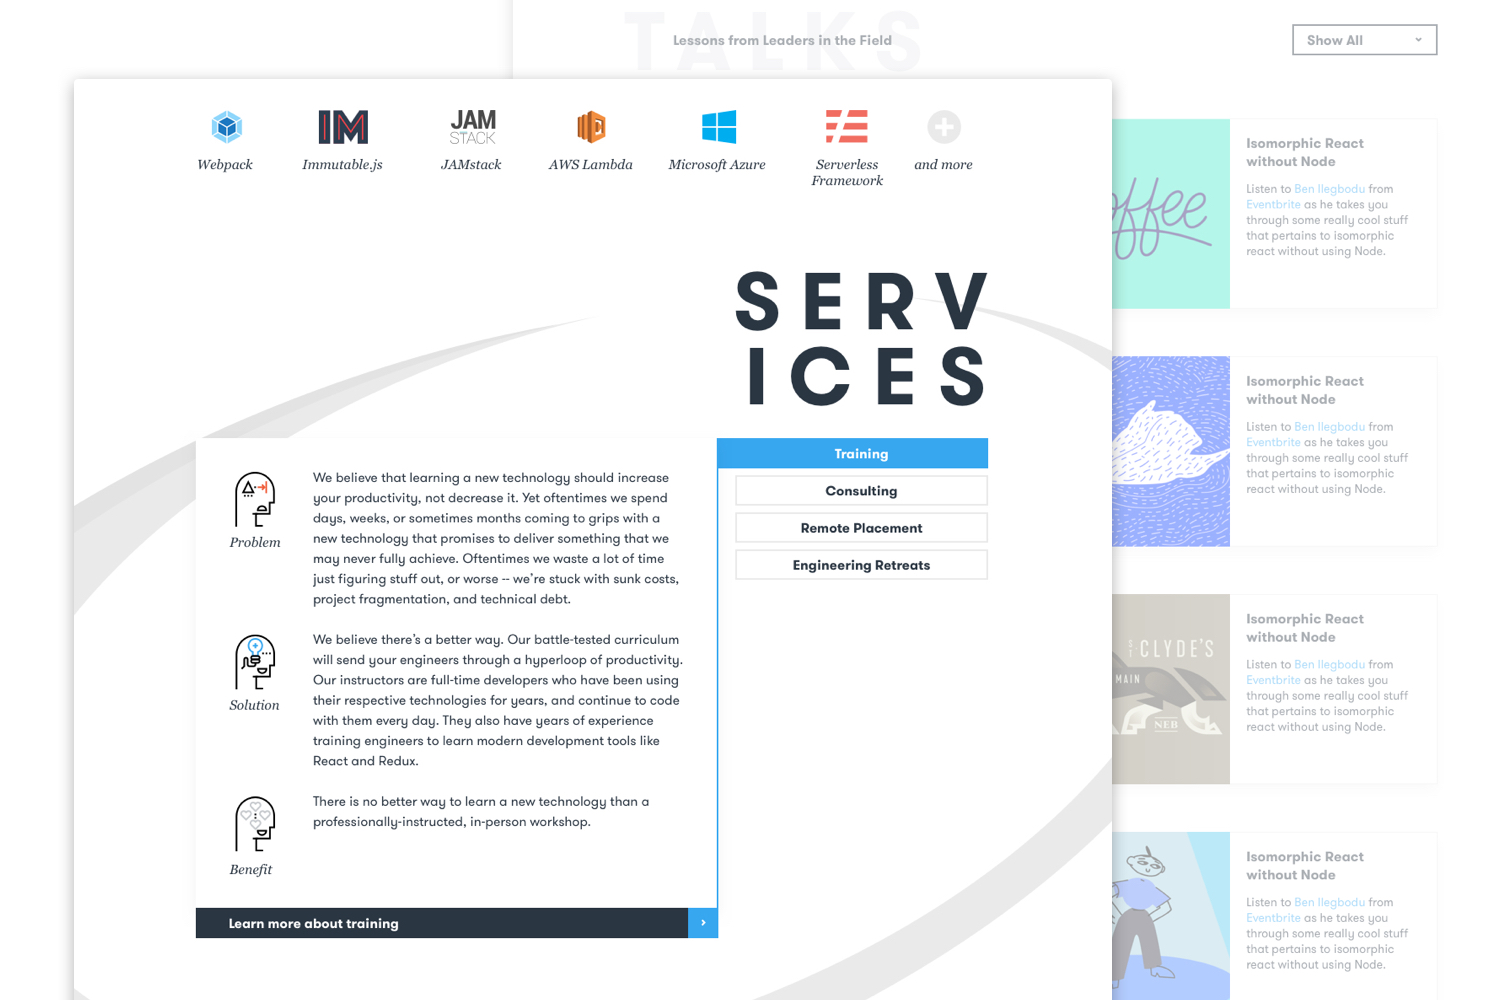 TALKS
Lessons from Leaders in the Field
Show All
IM
JAM
STACK
Webpack
Immutable.js
JAMstack
AWS Lambda
Microsoft Azure
Serverless
Framework
and more
SERV
ICES
Training
Consulting
Remote Placement
Engineering Retreats
Problem
We believe that learning a new technology should increase
your productivity, not decrease it. Yet oftentimes we spend
days, weeks, or sometimes months coming to grips with a
new technology that promises to deliver something that we
may never fully achieve. Oftentimes we waste a lot of time
just figuring stuff out, or worse -- we’re stuck with sunk costs,
project fragmentation, and technical debt.
Solution
We believe there’s a better way. Our battle-tested curriculum
will send your engineers through a hyperloop of productivity.
Our instructors are full-time developers who have been using
their respective technologies for years, and continue to code
with them every day. They also have years of experience
training engineers to learn modern development tools like
React and Redux.
Benefit
There is no better way to learn a new technology than a
professionally-instructed, in-person workshop.
Learn more about training
offee
Isomorphic React
without Node
Listen to Ben Ilegbodu from
Eventbrite as he takes you
through some really cool stuff
that pertains to isomorphic
react without using Node.
Isomorphic React
without Node
Listen to Ben Ilegbodu from
Eventbrite as he takes you
through some really cool stuff
that pertains to isomorphic
react without using Node.
CLYDE'S
MAIN
NEB
Isomorphic React
without Node
Listen to Ben Ilegbodu from
Eventbrite as he takes you
through some really cool stuff
that pertains to isomorphic
react without using Node.
Isomorphic React
without Node
Listen to Ben Ilegbodu from
Eventbrite as he takes you
through some really cool stuff
that pertains to isomorphic
react without using Node.